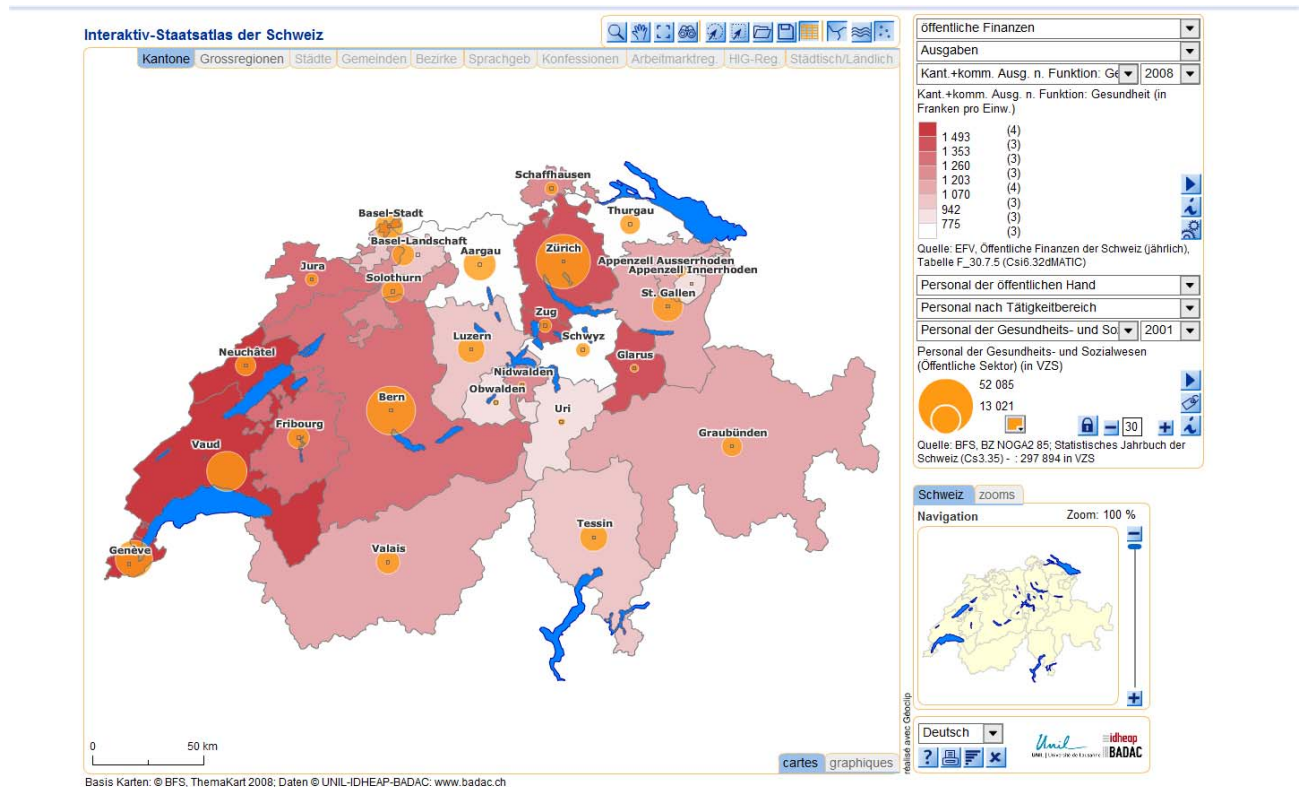 Interaktiv-Staatsatlas der Schweiz
Kantone Grossregionen Städte Gemeinden Bezirke Sprachgeb Konfessionen Arbeitmarktreg. HIG-Reg. Städtisch/Ländlich
Schaffhausen
Basel-Stadt
Thurgau
Basel-Landschaft
Aargau
Zürich
Jura
Solothurn
Appenzell Ausserrhoden
Appenzell Innerrhoden
St. Gallen
Zug
Luzern
Schwyz
Neuchâtel
Glarus
Nidwalden
Obwalden
Bern
Uri
Fribourg
Vaud
Graubünden
Tessin
Genève
Valais
0 50 km
cartes graphiques
Basis Karten: © BFS, ThemaKart 2008; Daten © UNIL-IDHEAP-BADAC: www.badac.ch
réalisé avec Géoclip
öffentliche Finanzen
Ausgaben
Kant.+komm. Ausg. n. Funktion: Ge 2008
Kant.+komm. Ausg. n. Funktion: Gesundheit (in
Franken pro Einw.)
(4)
1 493
(3)
1 353
(3)
1 260
(3)
1 203
(4)
1 070
(3)
942
(3)
775
(3)
Quelle: EFV, Öffentliche Finanzen der Schweiz (jährlich),
Tabelle F_30.7.5 (Csi6.32dMATIC)
Personal der öffentlichen Hand
Personal nach Tätigkeitbereich
Personal der Gesundheits- und So: 2001
Personal der Gesundheits- und Sozialwesen
(Öffentliche Sektor) (in VZS)
52 085
13 021
30
Quelle: BFS, BZ NOGA2 85; Statistisches Jahrbuch der
Schweiz (Cs3.35) - : 297 894 in VZS
Schweiz zooms
Navigation Zoom: 100 %
Deutsch
Unil
UNIL | Université de Lausanne
idheap
BADAC